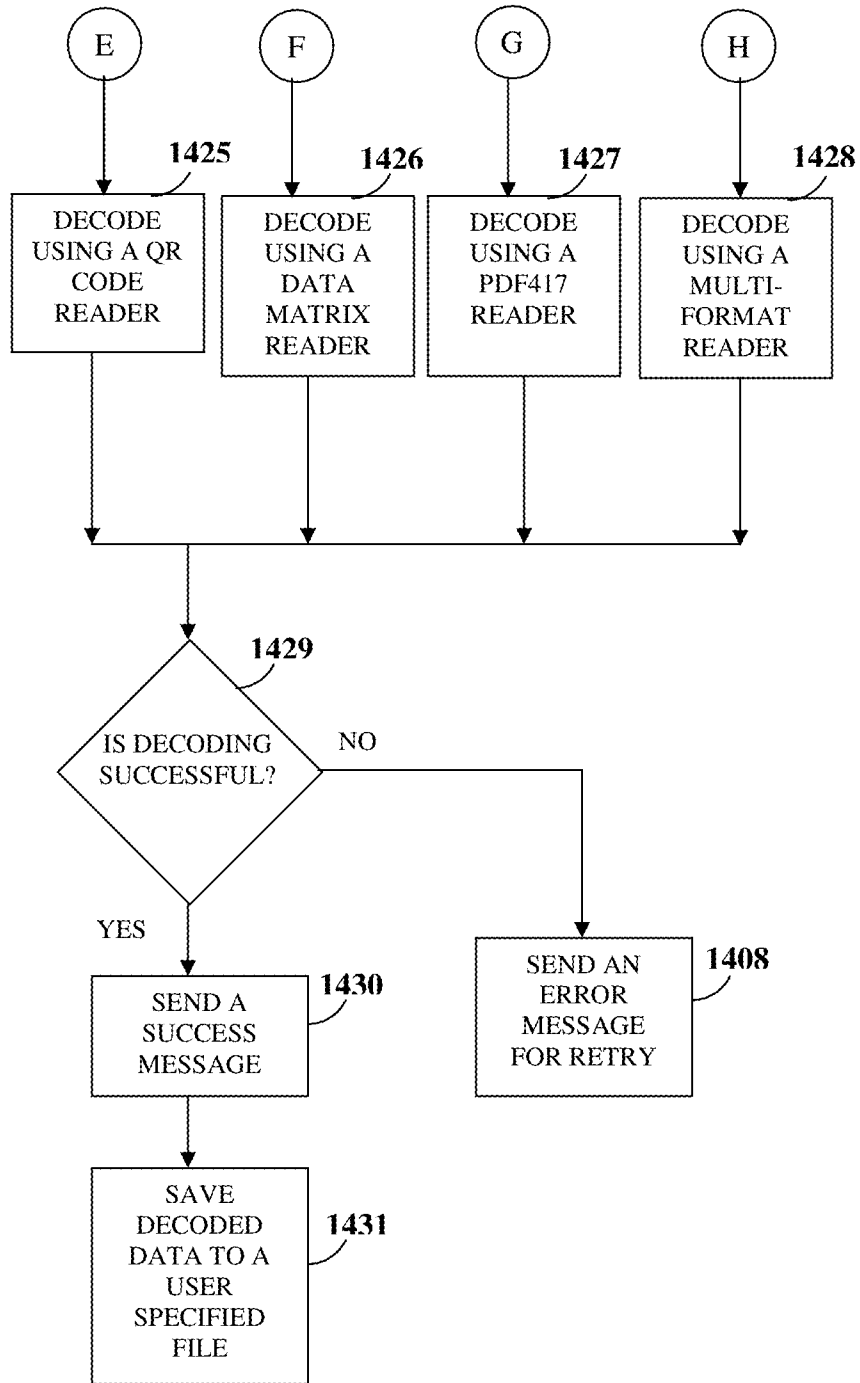 E
F
G
H
1425
1426
1427
1428
DECODE
USING A QR
CODE
READER
DECODE
USING A
DATA
MATRIX
READER
DECODE
USING A
PDF417
READER
DECODE
USING A
MULTI-
FORMAT
READER
1429
IS DECODING
SUCCESSFUL?
NO
YES
1430
SEND A
SUCCESS
MESSAGE
1408
SEND AN
ERROR
MESSAGE
FOR RETRY
1431
SAVE
DECODED
DATA TO A
USER
SPECIFIED
FILE